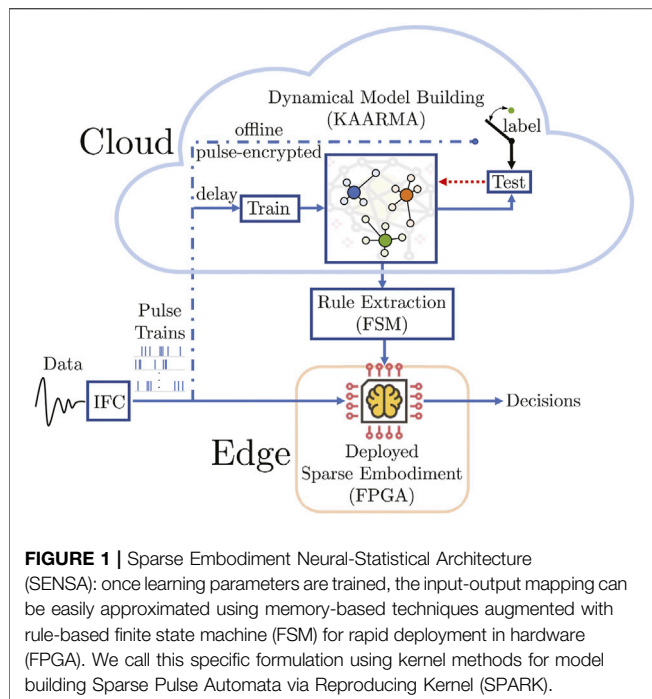 Dynamical Model Building
(KAARMA)
Cloud
offline
pulse-encrypted
label
delay
Train
Test
Rule Extraction
(FSM)
Pulse
Trains
Data
IFC
Decisions
Edge
Deployed
Sparse Embodiment
(FPGA)
FIGURE 1 | Sparse Embodiment Neural-Statistical Architecture
(SENSA): once learning parameters are trained, the input-output mapping can
be easily approximated using memory-based techniques augmented with
rule-based finite state machine (FSM) for rapid deployment in hardware
(FPGA). We call this specific formulation using kernel methods for model
building Sparse Pulse Automata via Reproducing Kernel (SPARK).